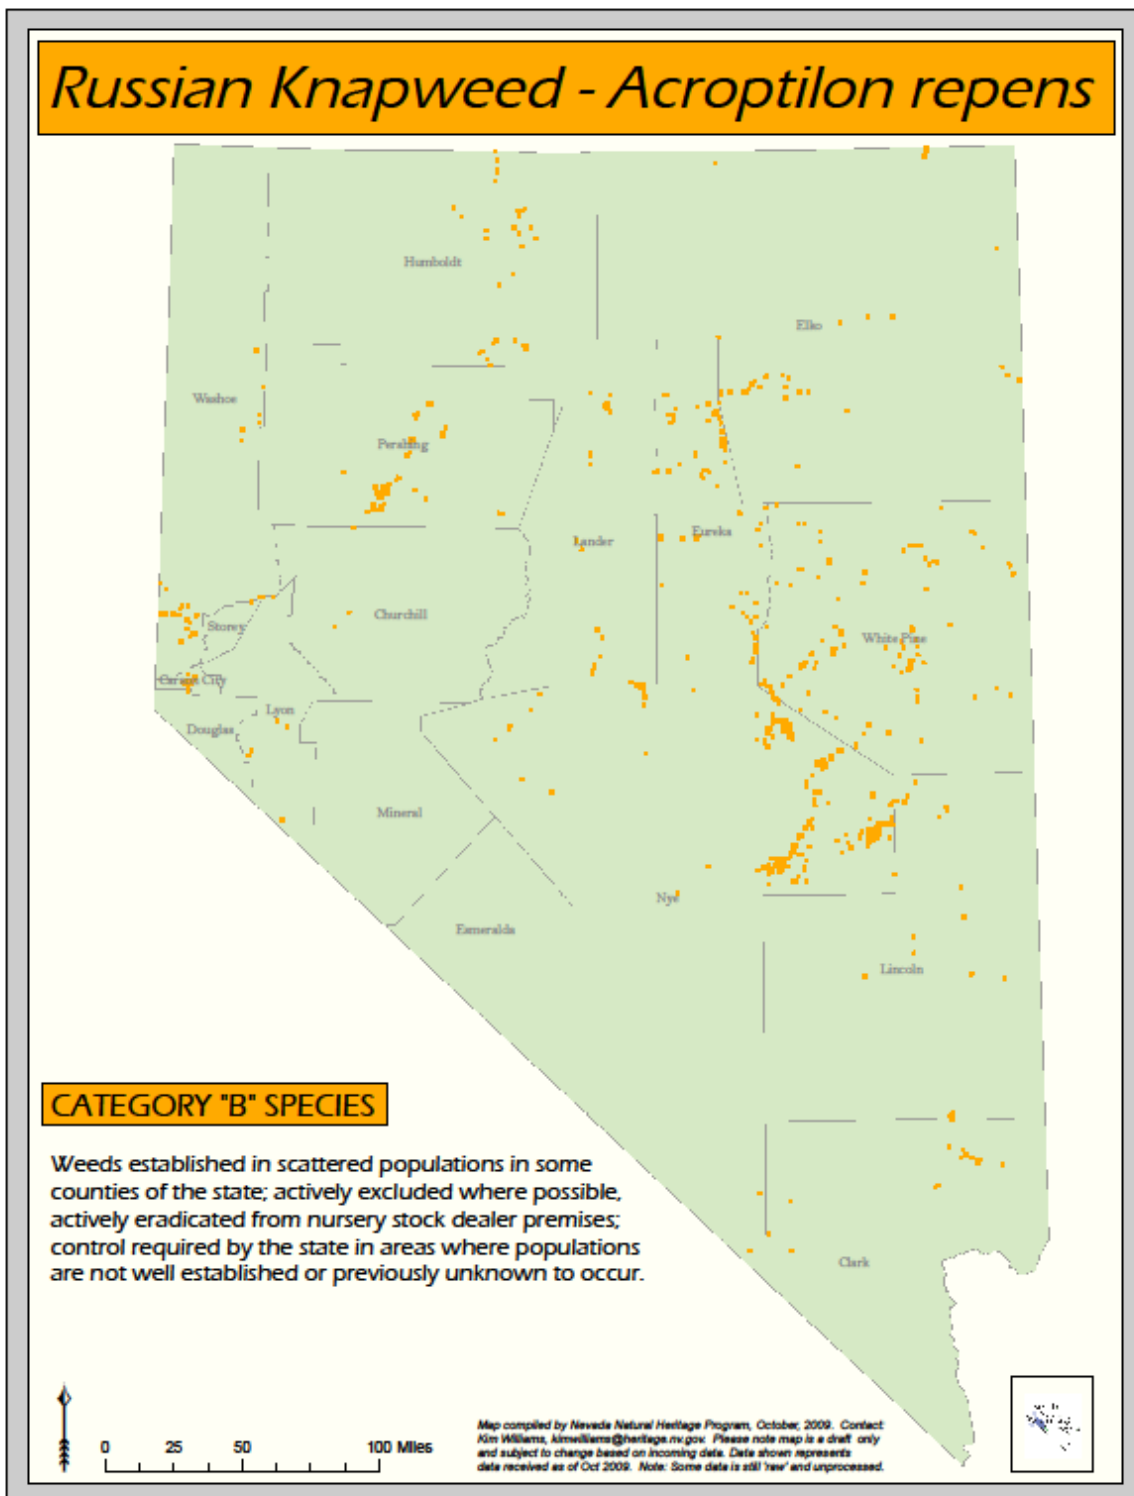 Russian Knapweed - Acroptilon repens
Humboldt
Elko
Washoe
Pershing
Lander
Eureka
Churchill
Storey
White Pine
Carson City
Lyon
Douglas
Mineral
Nye
Esmeralda
Lincoln
CATEGORY "B" SPECIES
Weeds established in scattered populations in some
counties of the state; actively excluded where possible,
actively eradicated from nursery stock dealer premises;
control required by the state in areas where populations
are not well established or previously unknown to occur.
Clark
0 25 50 100 Miles
Map compiled by Nevada Natural Heritage Program, October, 2009. Contact
Kim Williams, kimwilliams@heritage.nv.gov. Please note map is a draft only
and subject to change based on incoming data. Data shown represents
data received as of Oct 2009. Note: Some data is still 'raw' and unprocessed.